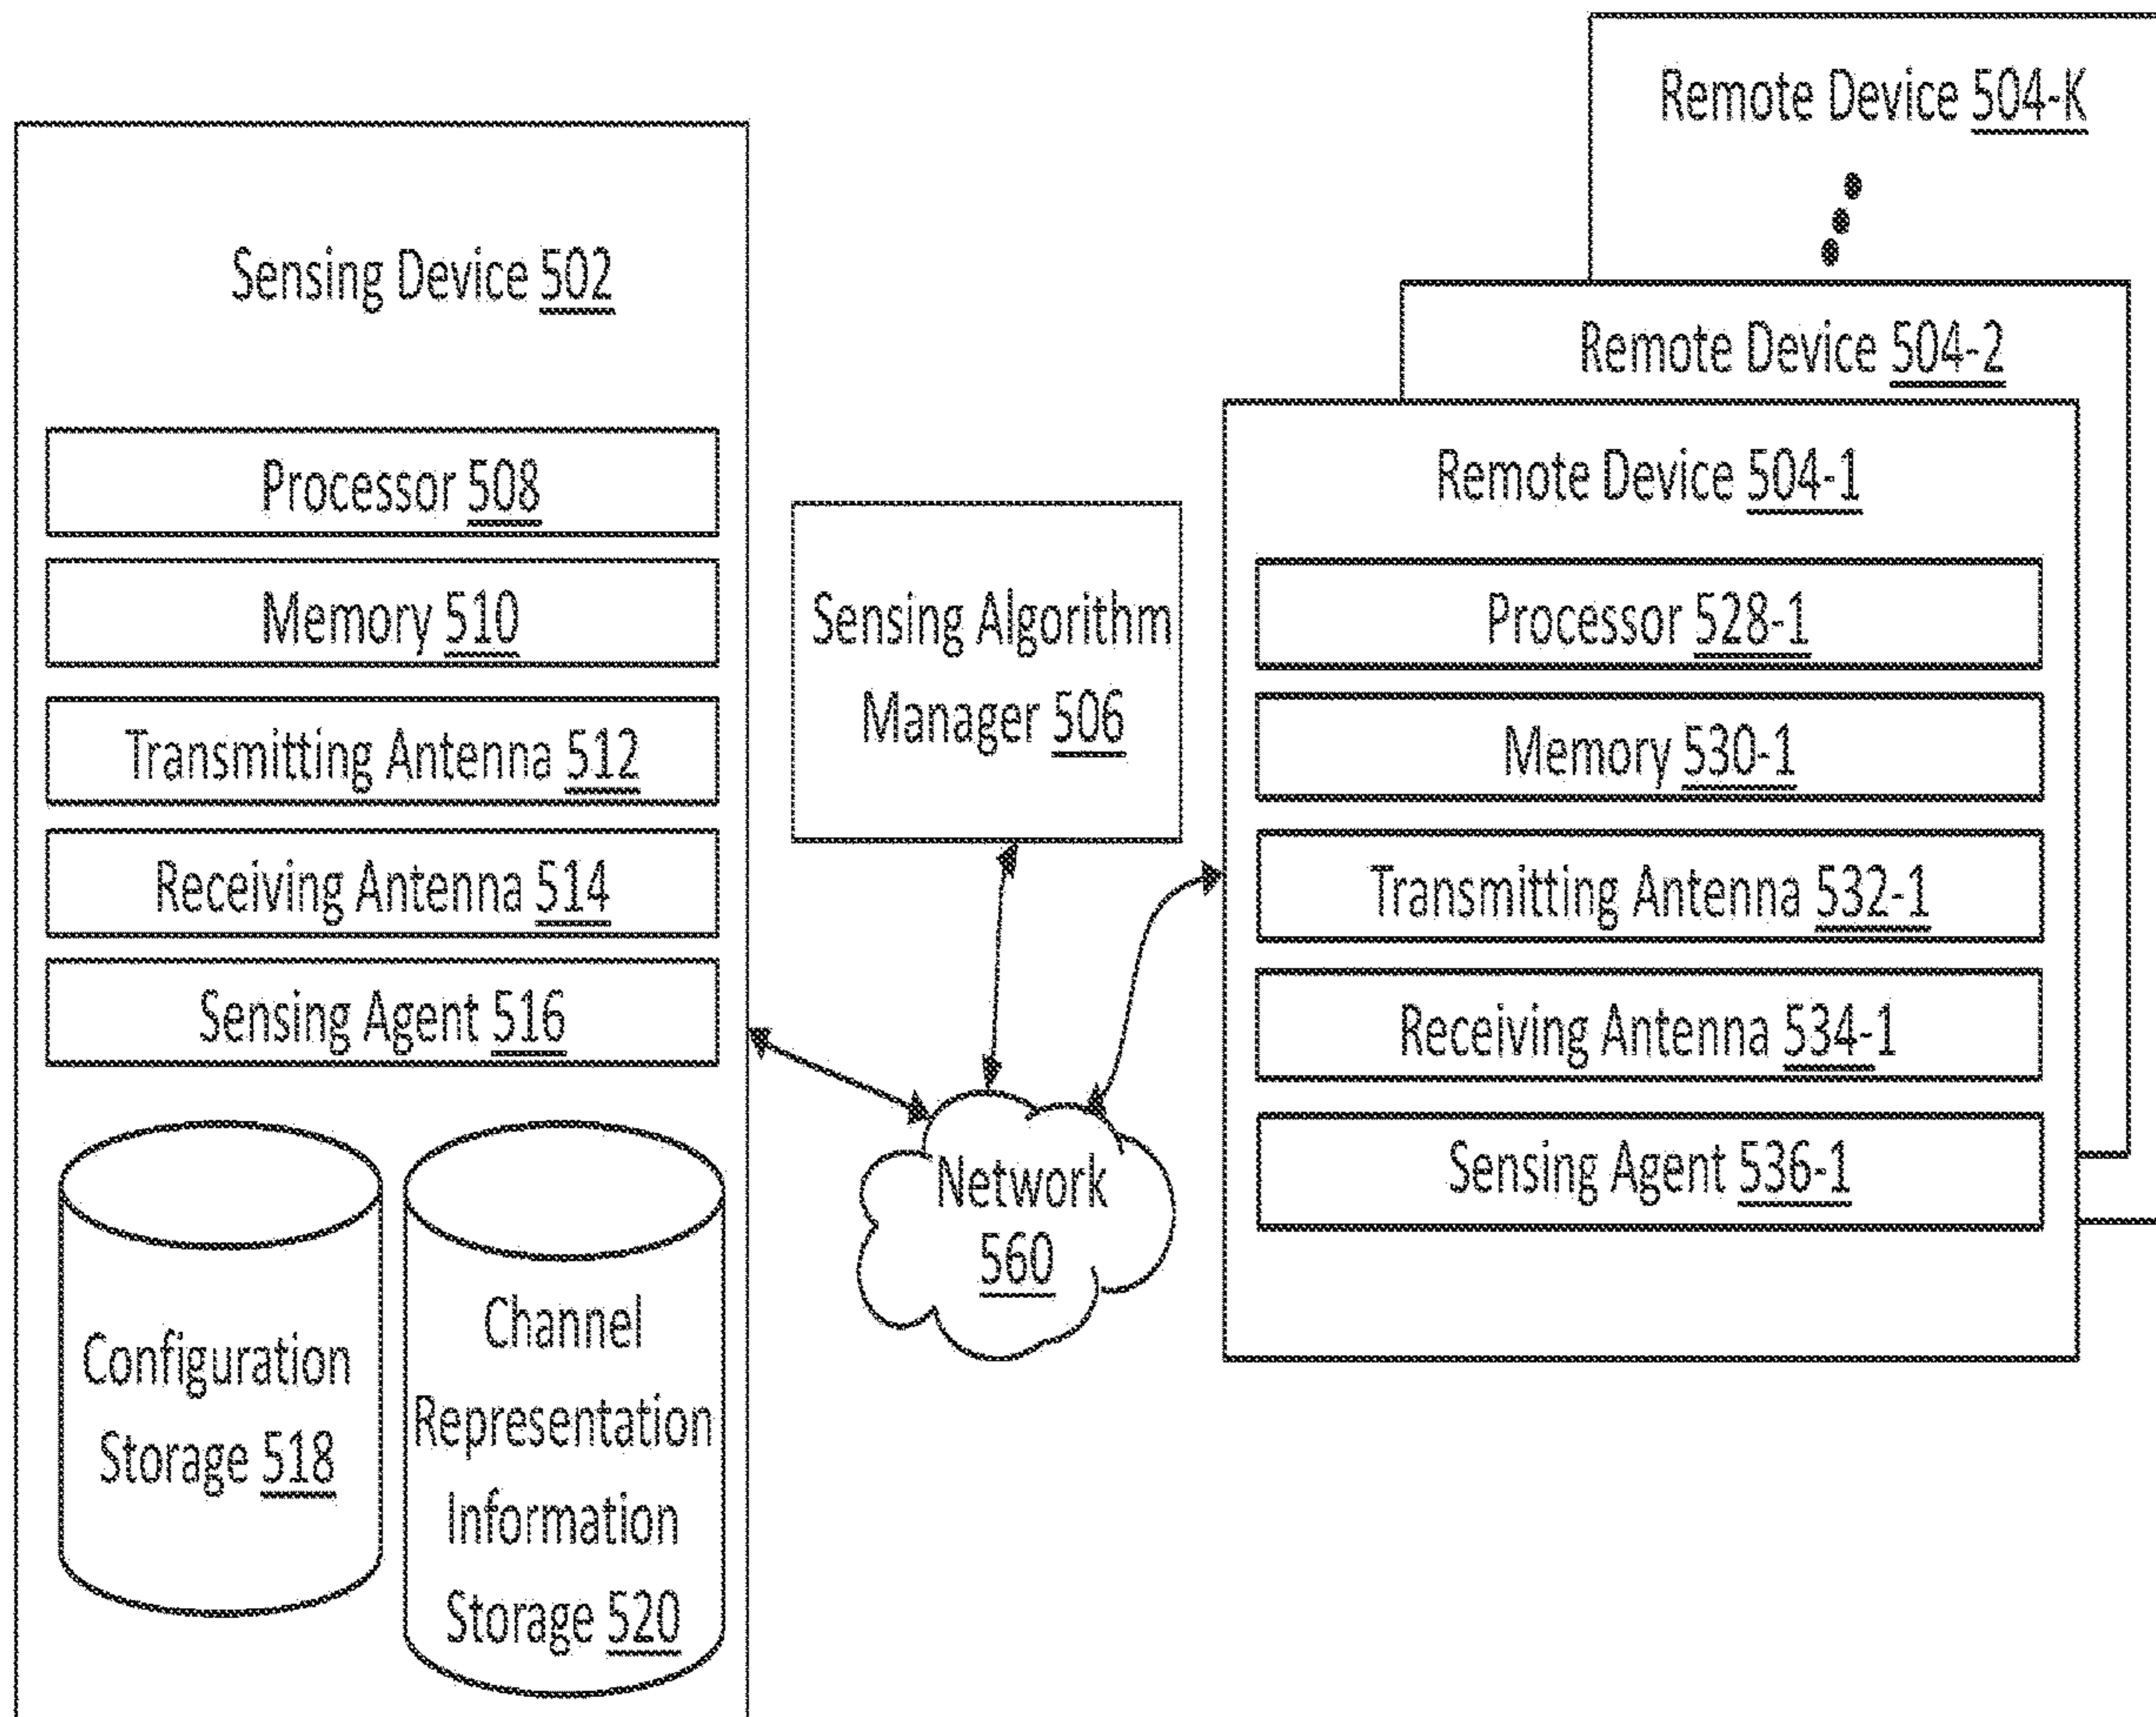 Sensing Device 502
Processor 508
Memory 510
Transmitting Antenna 512
Receiving Antenna 514
Sensing Agent 516
Configuration
Storage 518
Channel
Representation
Information
Storage 520
Sensing Algorithm
Manager 506
Network
560
Remote Device 504-K
Remote Device 504-2
Remote Device 504-1
Processor 528-1
Memory 530-1
Transmitting Antenna 532-1
Receiving Antenna 534-1
Sensing Agent 536-1